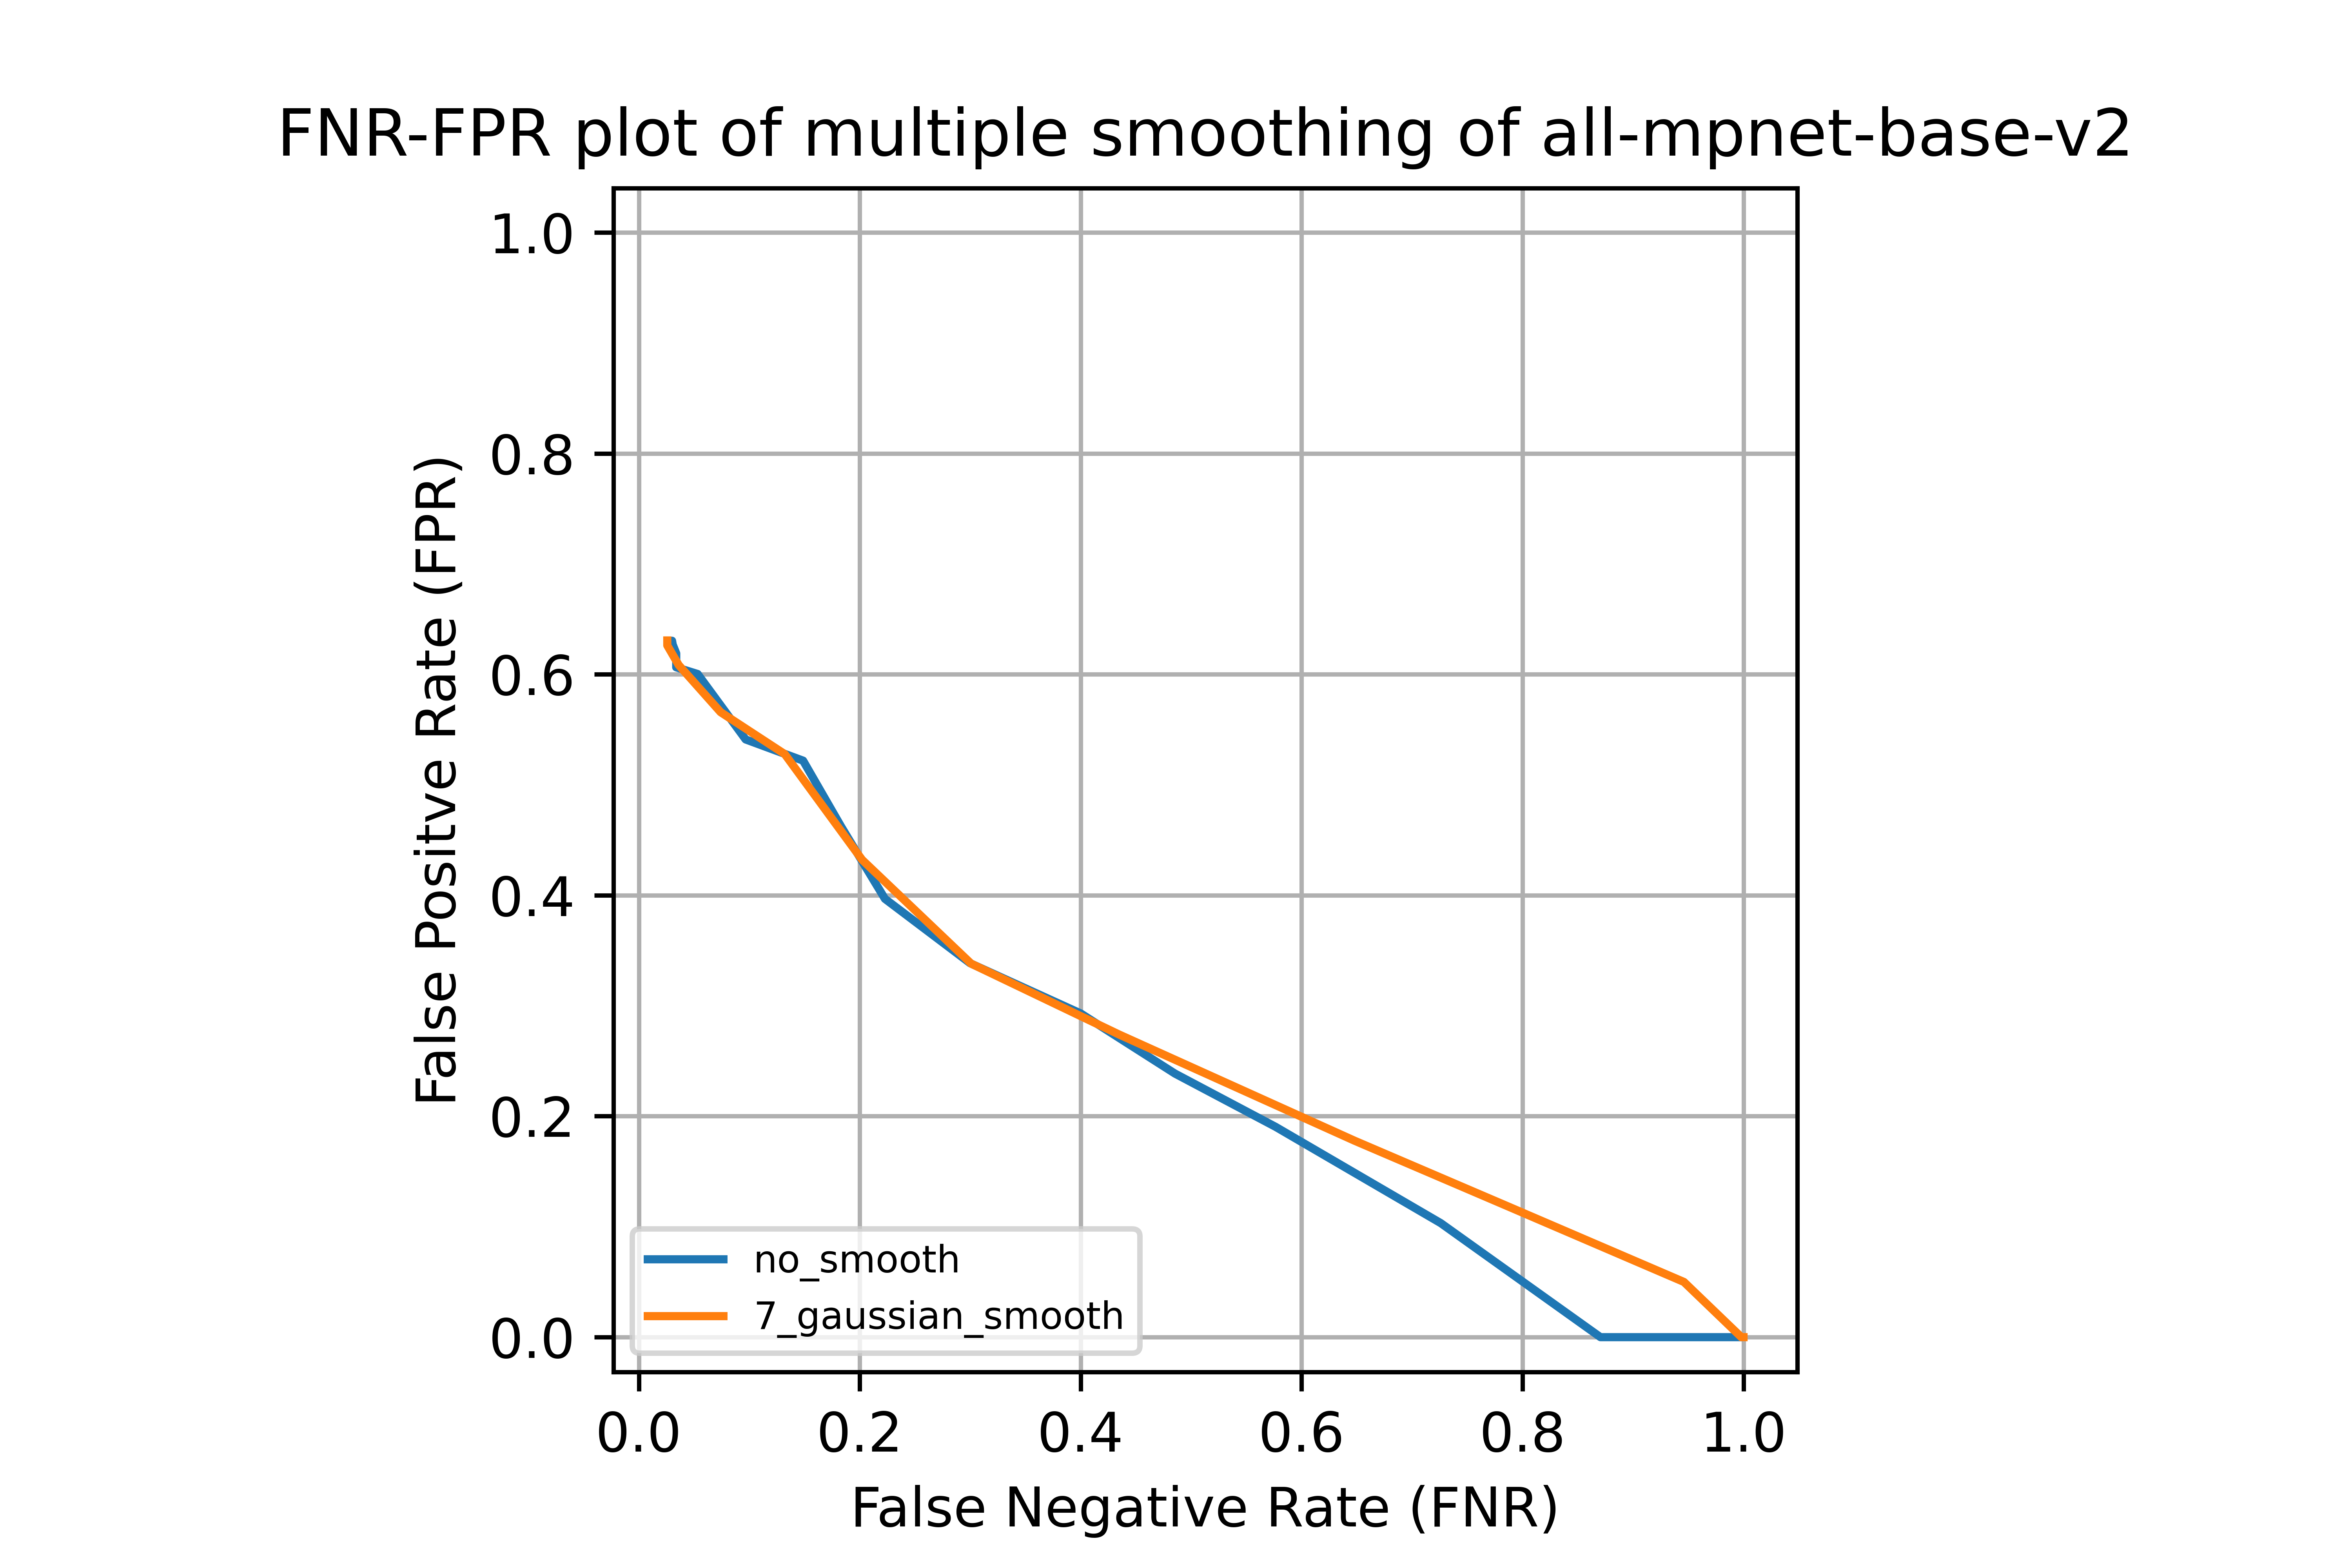 FNR-FPR plot of multiple smoothing of all-mpnet-base-v2
1.0
0.8
0.6
0.4
0.2
0.0
False Positve Rate (FPR)
no_smooth
7_gaussian_smooth
0.0 0.2 0.4 0.6 0.8 1.0
False Negative Rate (FNR)